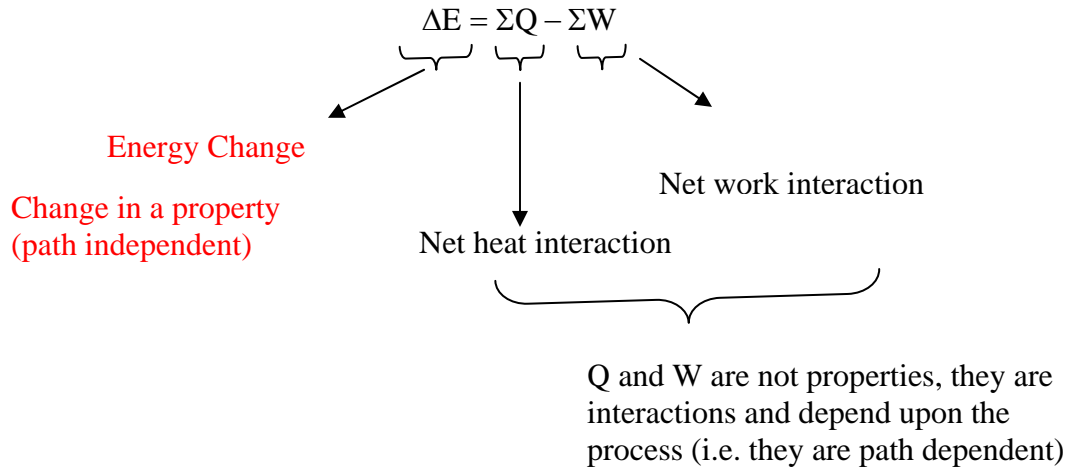 ΔE = ΣQ – ΣW
Energy Change
Change in a property
(path independent)
Net work interaction
Net heat interaction
Q and W are not properties, they are
interactions and depend upon the
process (i.e. they are path dependent)